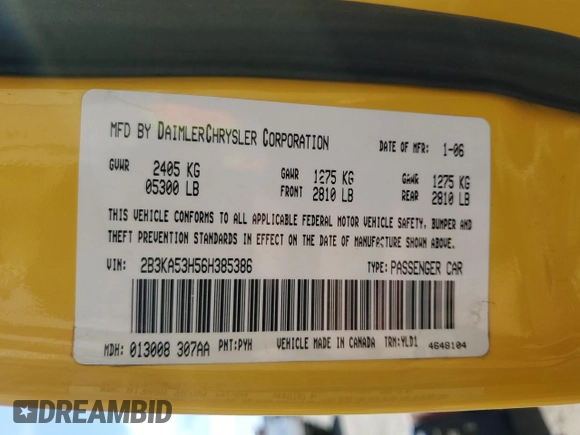 MFD BY DAIMLERCHRYSLER CORPORATION DATE OF MFR: 1-06
GVWR 2405 KG GAWR 1275 KG GAWR 1275 KG
05300 LB FRONT 2810 LB REAR 2810 LB
THIS VEHICLE CONFORMS TO ALL APPLICABLE FEDERAL MOTOR VEHICLE SAFETY, BUMPER AND
THEFT PREVENTION STANDARDS IN EFFECT ON THE DATE OF MANUFACTURE SHOWN ABOVE.
VIN: 2B3KA53H56H385386 TYPE: PASSENGER CAR
MDH: 013008 307AA PNT:PYH VEHICLE MADE IN CANADA TRM:YLD1 4648104
DREAMBID